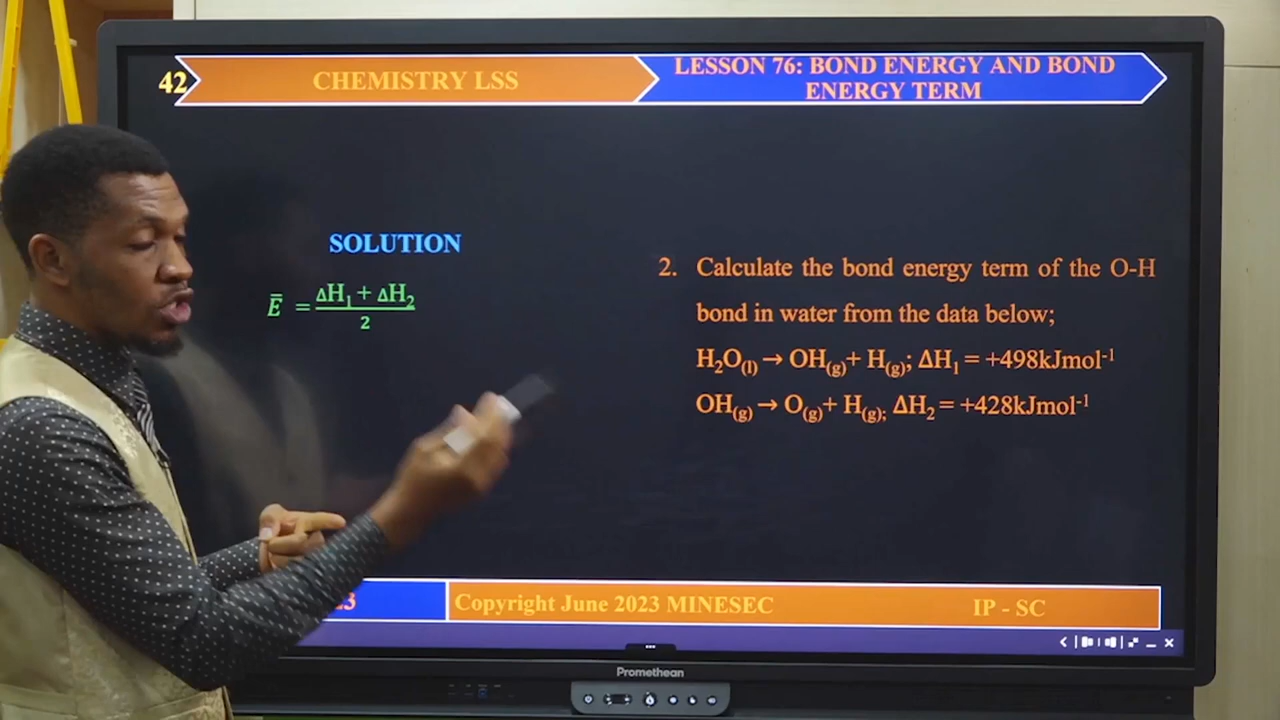 42
CHEMISTRY LSS
LESSON 76: BOND ENERGY AND BOND
ENERGY TERM
SOLUTION
Ē = ΔH₁ + ΔH₂ / 2
2. Calculate the bond energy term of the O-H
bond in water from the data below;
H₂O₍l₎ → OH₍g₎ + H₍g₎; ΔH₁ = +498kJmol⁻¹
OH₍g₎ → O₍g₎ + H₍g₎; ΔH₂ = +428kJmol⁻¹
Copyright June 2023 MINESEC
IP - SC
Promethean